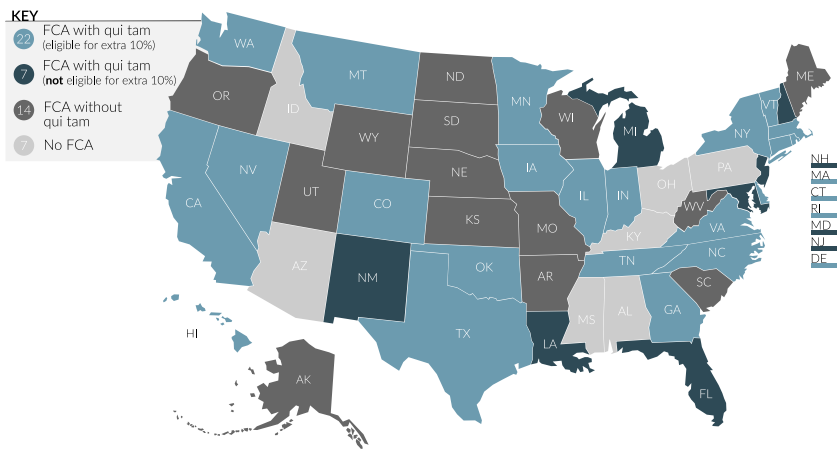 KEY
22 FCA with qui tam
(eligible for extra 10%)
7 FCA with qui tam
(not eligible for extra 10%)
14 FCA without
qui tam
7 No FCA
WA
OR
ID
MT
ND
SD
WY
NE
NV
UT
CO
KS
CA
AZ
NM
OK
TX
MN
IA
MO
AR
LA
WI
IL
IN
MI
OH
KY
TN
MS
AL
GA
FL
SC
NC
VA
WV
PA
NY
VT
ME
HI
AK
NH
MA
CT
RI
MD
NJ
DE